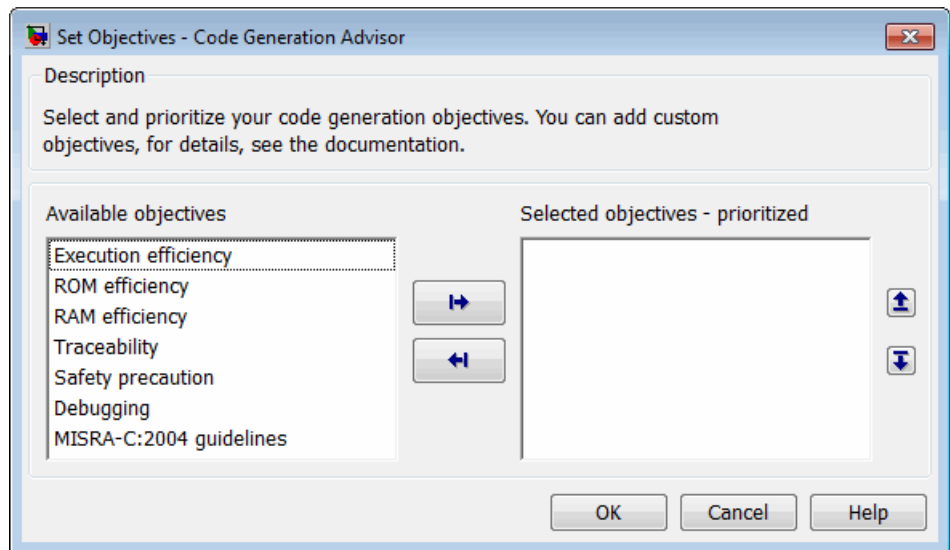 Set Objectives - Code Generation Advisor
Description
Select and prioritize your code generation objectives. You can add custom
objectives, for details, see the documentation.
Available objectives
Execution efficiency
ROM efficiency
RAM efficiency
Traceability
Safety precaution
Debugging
MISRA-C:2004 guidelines
Selected objectives - prioritized
OK
Cancel
Help